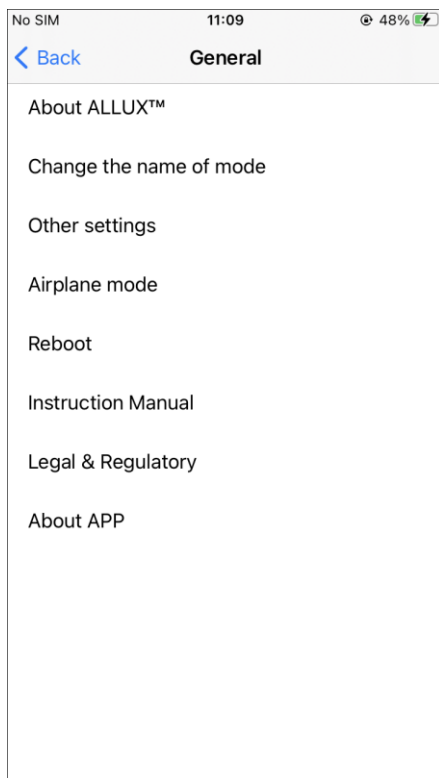 No SIM 11:09 48%
Back General
About ALLUX™
Change the name of mode
Other settings
Airplane mode
Reboot
Instruction Manual
Legal & Regulatory
About APP